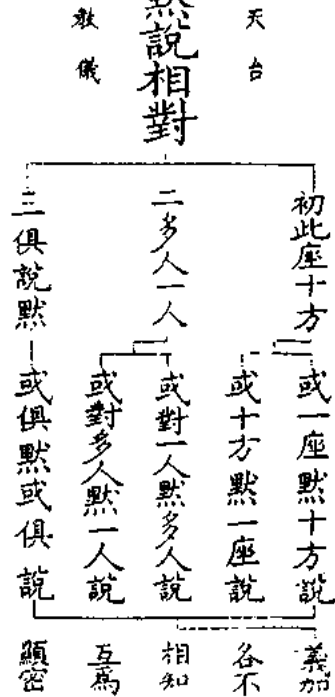 天台
默說相對
教儀
初此座十方
或一座默十方說
或十方默一座說
二多人一人
或對一人默多人說
或對多人默一人說
三俱說默
或俱默或俱說
義加
各不
相知
互爲
顯密